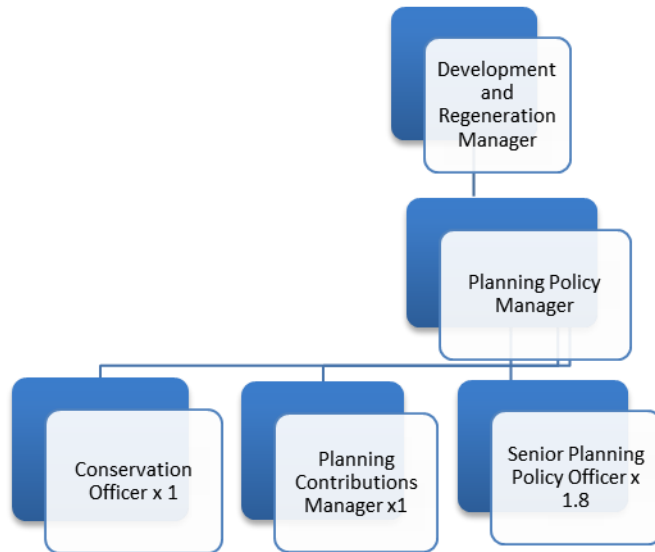 Development
and
Regeneration
Manager
Planning Policy
Manager
Conservation
Officer x 1
Planning
Contributions
Manager x1
Senior Planning
Policy Officer x
1.8